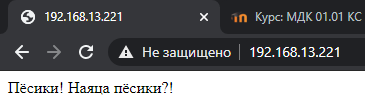 192.168.13.221
Курс: МДК 01.01 КС
Не защищено
192.168.13.221
Пёсики! Наяца пёсики?!